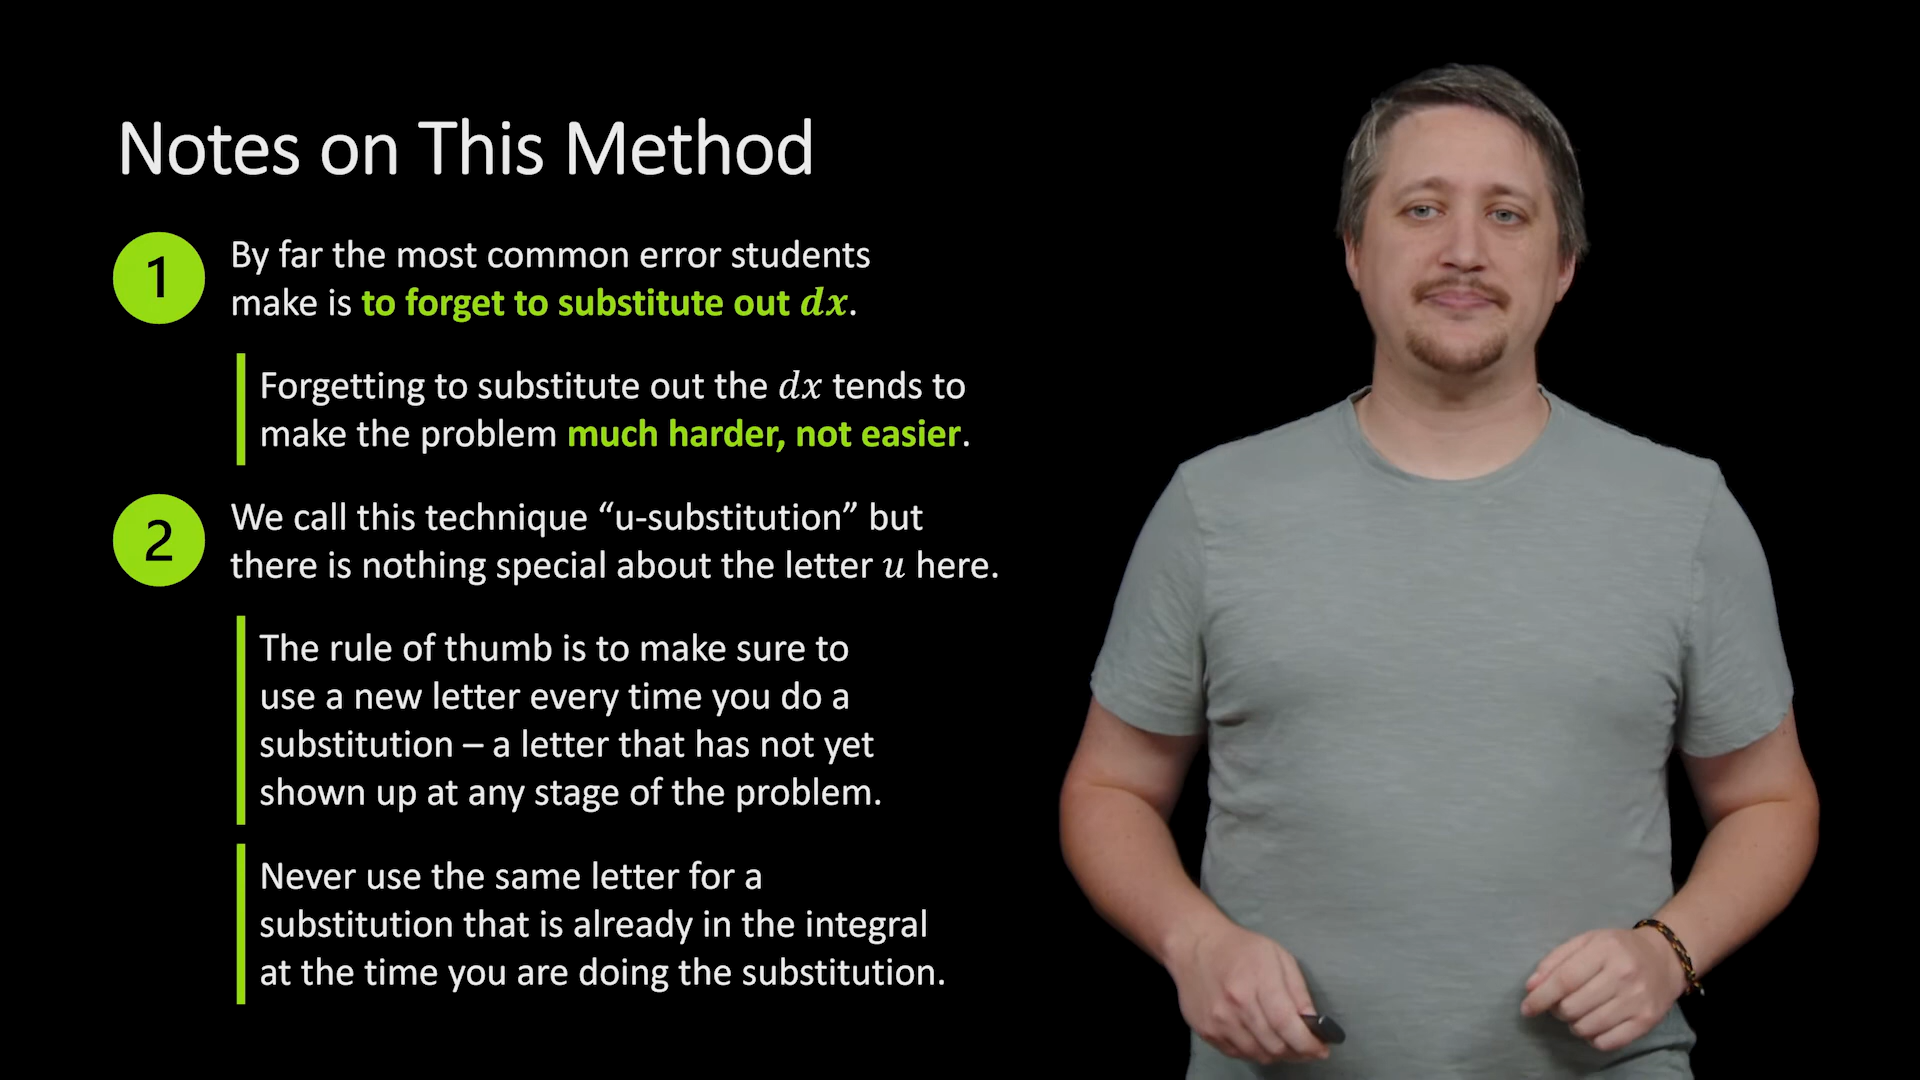 Notes on This Method
1
By far the most common error students
make is to forget to substitute out dx.
Forgetting to substitute out the dx tends to
make the problem much harder, not easier.
2
We call this technique “u-substitution” but
there is nothing special about the letter u here.
The rule of thumb is to make sure to
use a new letter every time you do a
substitution – a letter that has not yet
shown up at any stage of the problem.
Never use the same letter for a
substitution that is already in the integral
at the time you are doing the substitution.